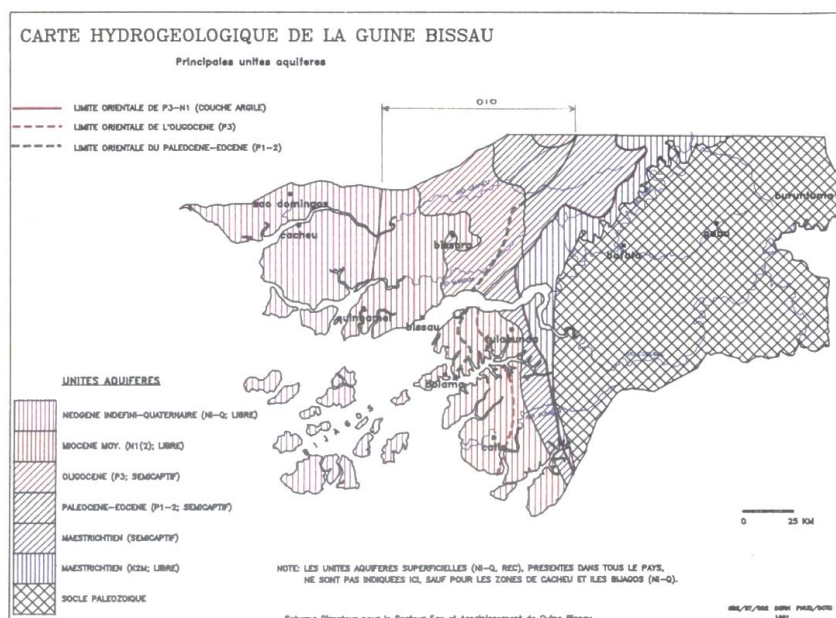 CARTE HYDROGEOLOGIQUE DE LA GUINE BISSAU
Principales unites aquiferes
LIMITE ORIENTALE DE P3-N1 (COUCHE ARGILE)
LIMITE ORIENTALE DE L'OLIGOCENE (P3)
LIMITE ORIENTALE DU PALEOCENE-EOCENE (P1-2)
010
sao domingos
cacheu
bissora
bafata
gabu
buruntuma
quinhamel
bissau
fulacunda
bolama
catio
BIJAGOS
UNITES AQUIFERES
NEOGENE INDEFINI-QUATERNAIRE (NI-Q; LIBRE)
MIOCENE MOY. (N1(2); LIBRE)
OLIGOCENE (P3; SEMICAPTIF)
PALEOCENE-EOCENE (P1-2; SEMICAPTIF)
MAESTRICHTIEN (SEMICAPTIF)
MAESTRICHTIEN (K2M; LIBRE)
SOCLE PALEOZOIQUE
0 25 KM
NOTE: LES UNITES AQUIFERES SUPERFICIELLES (NI-Q, REC), PRESENTES DANS TOUS LE PAYS,
NE SONT PAS INDIQUEES ICI, SAUF POUR LES ZONES DE CACHEU ET ILES BIJAGOS (NI-Q).